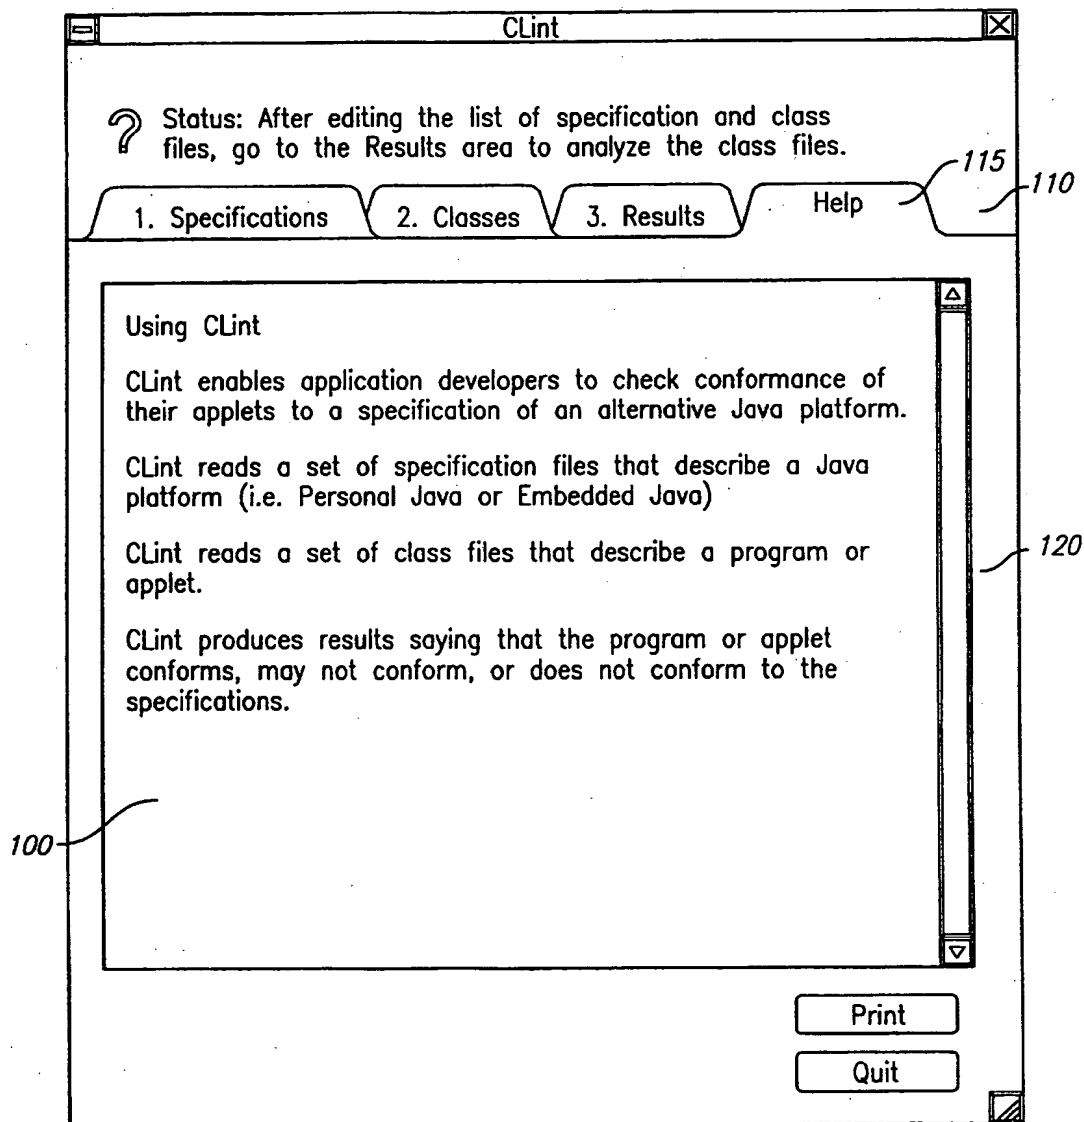 CLint
? Status: After editing the list of specification and class
files, go to the Results area to analyze the class files.
115
110
1. Specifications
2. Classes
3. Results
Help
Using CLint
CLint enables application developers to check conformance of
their applets to a specification of an alternative Java platform.
CLint reads a set of specification files that describe a Java
platform (i.e. Personal Java or Embedded Java)
CLint reads a set of class files that describe a program or
applet.
CLint produces results saying that the program or applet
conforms, may not conform, or does not conform to the
specifications.
120
100
Print
Quit